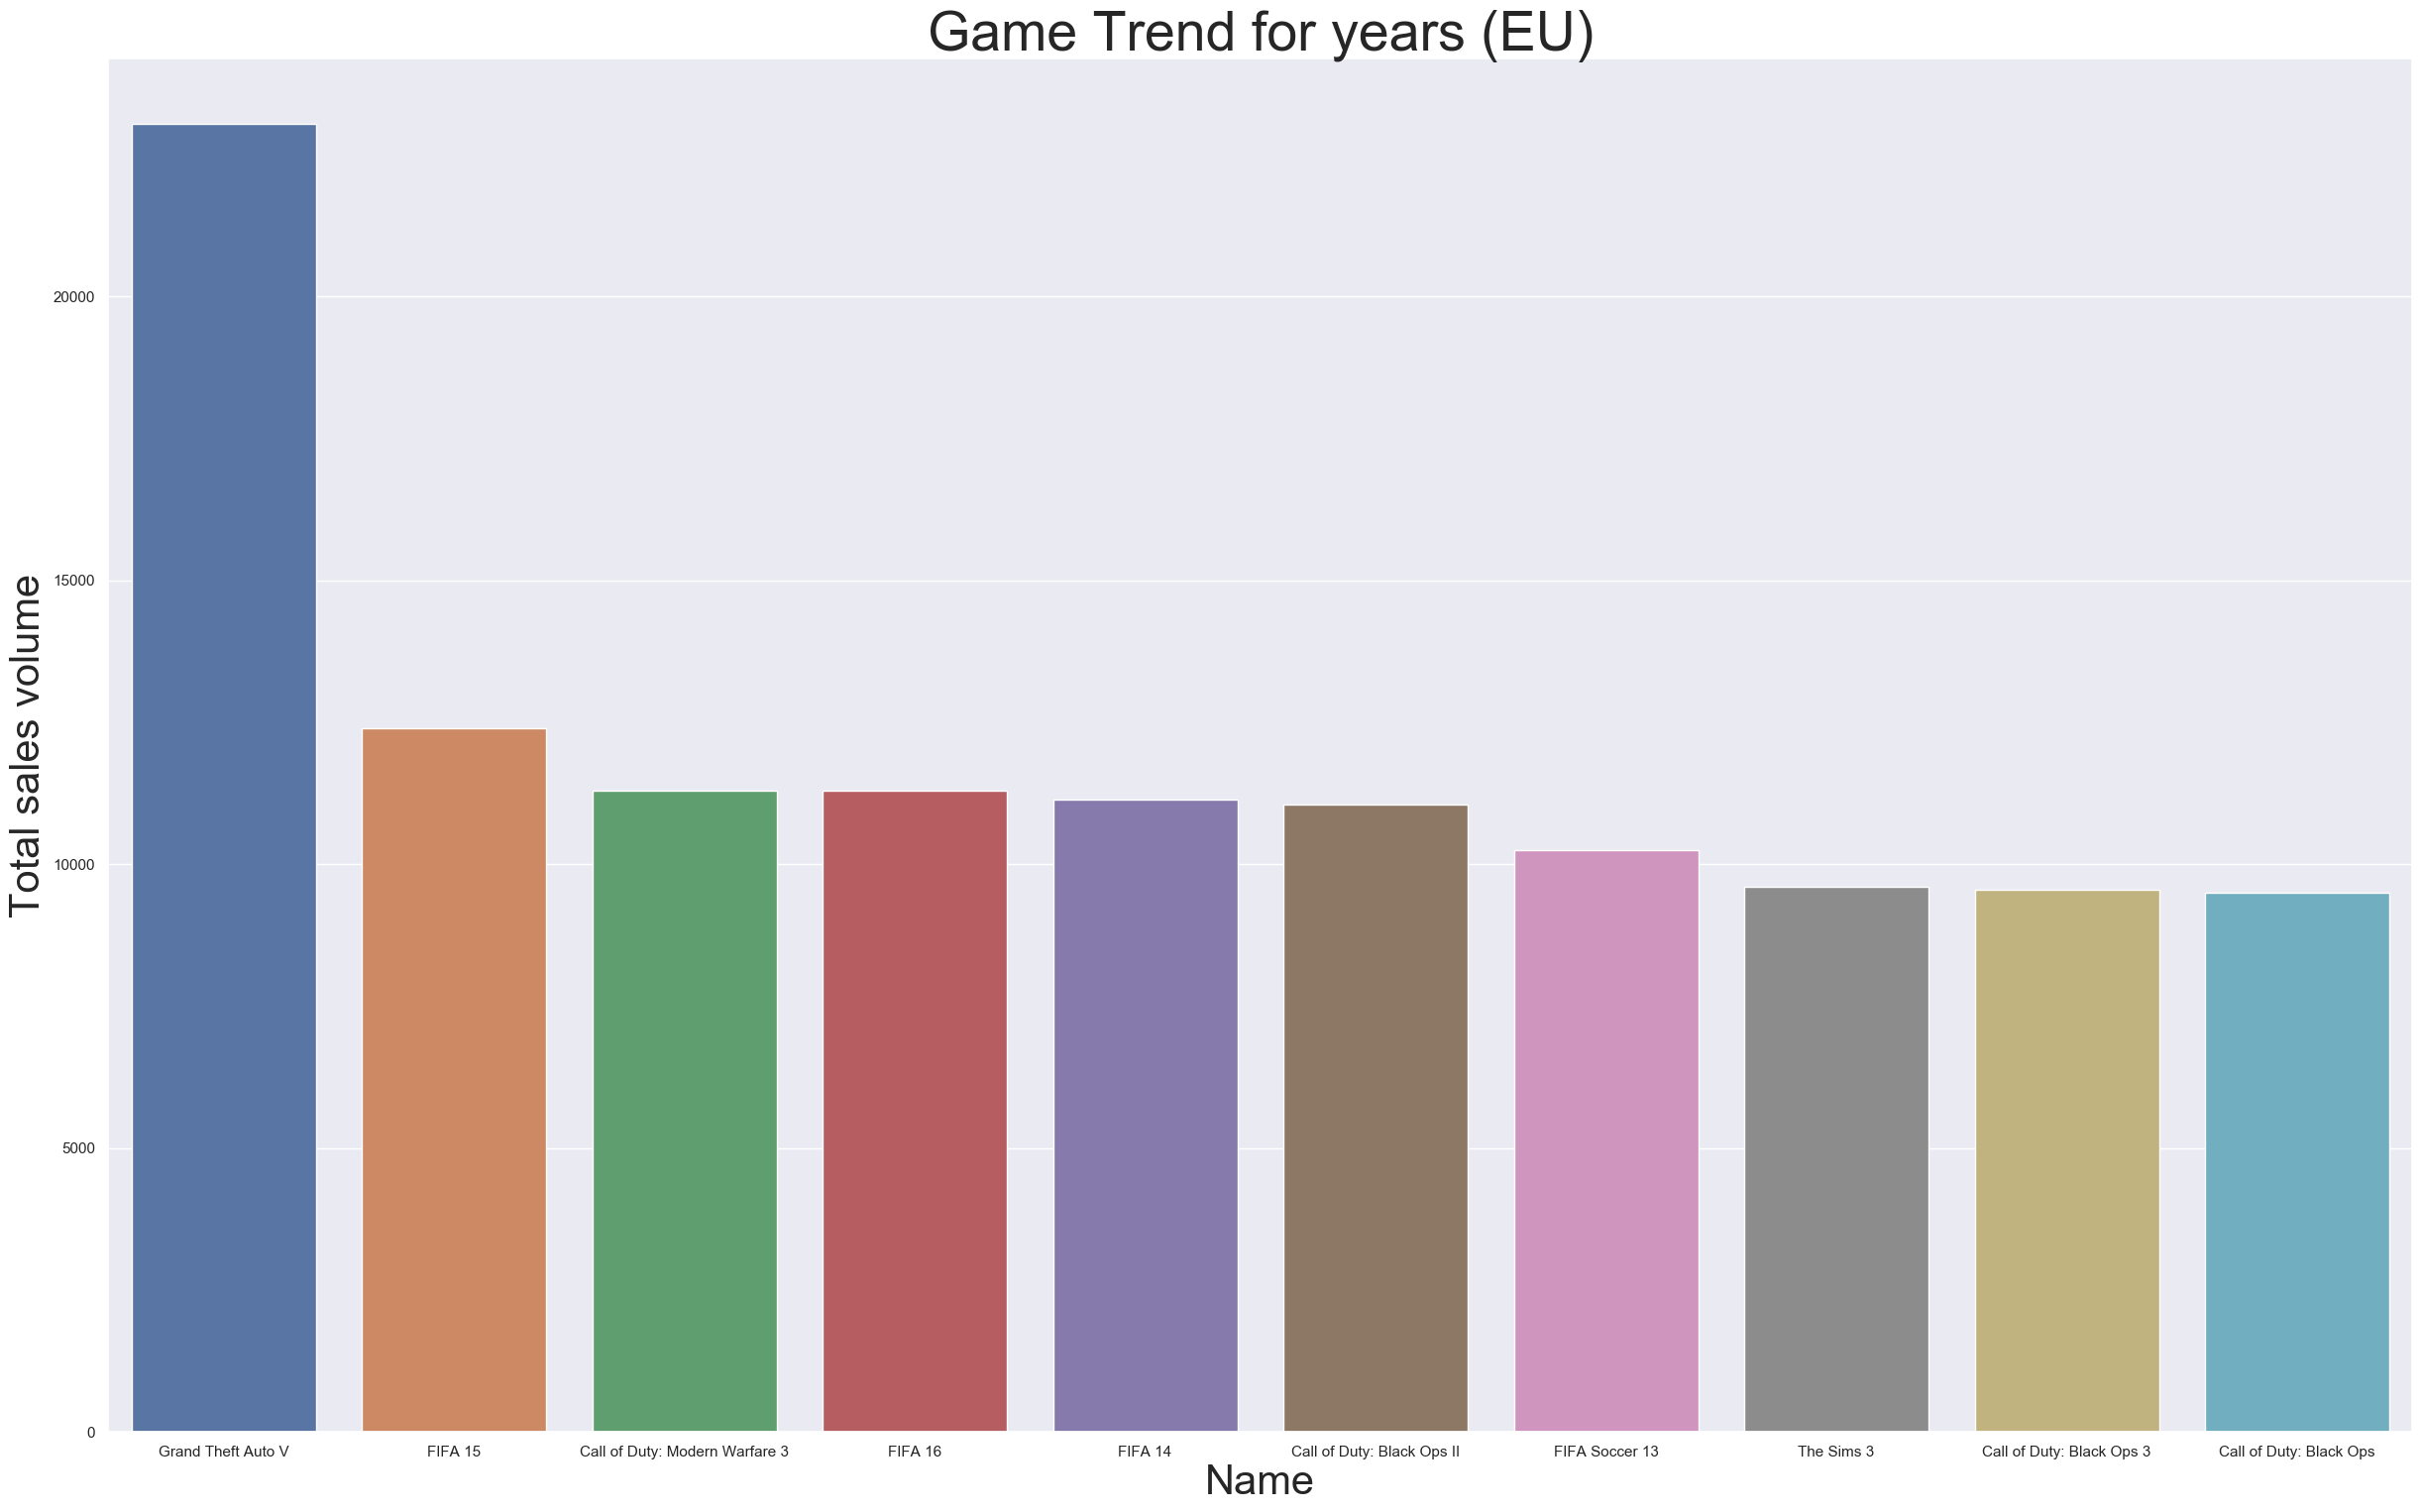 Game Trend for years (EU)
Total sales volume
20000
15000
10000
5000
0
Grand Theft Auto V
FIFA 15
Call of Duty: Modern Warfare 3
FIFA 16
FIFA 14
Call of Duty: Black Ops II
FIFA Soccer 13
The Sims 3
Call of Duty: Black Ops 3
Call of Duty: Black Ops
Name